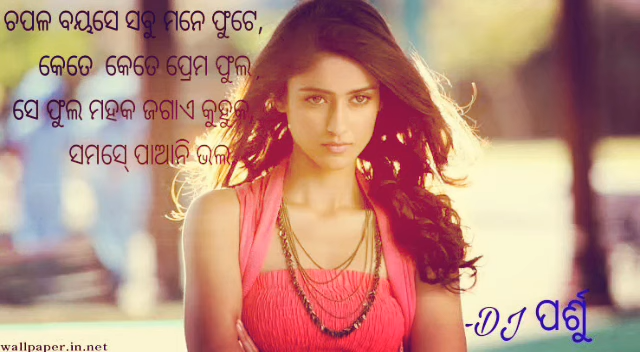 ଚପଳ ବୟସେ ସବୁ ମନେ ଫୁଟେ,
କେତେ କେତେ ପ୍ରେମ ଫୁଲ,
ସେ ଫୁଲ ମହକ ଜଗାଏ କୁହୁକ,
ସମସ୍ତେ ପାଆନି ଭଲ
-DJ ପର୍ଶୁ
wallpaper.in.net